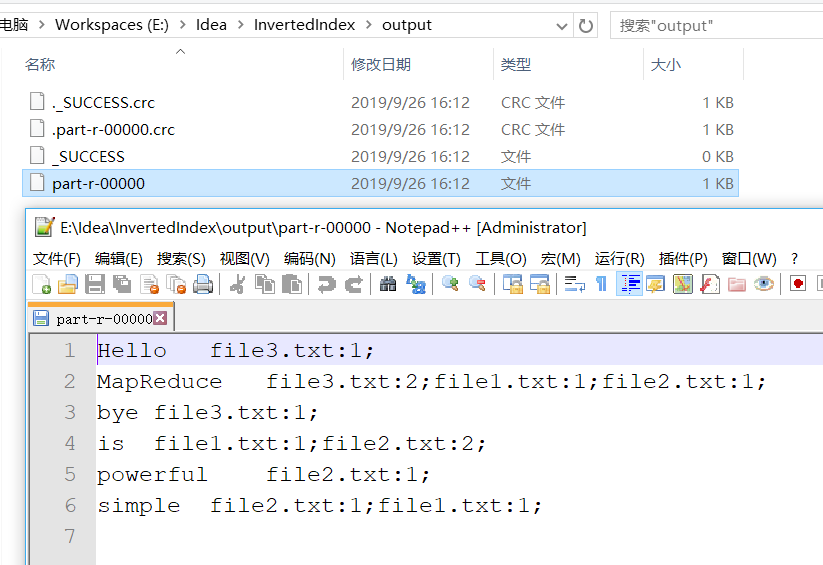 电脑 > Workspaces (E:) > Idea > InvertedIndex > output 搜索"output"
名称 修改日期 类型 大小
._SUCCESS.crc 2019/9/26 16:12 CRC 文件 1 KB
.part-r-00000.crc 2019/9/26 16:12 CRC 文件 1 KB
_SUCCESS 2019/9/26 16:12 文件 0 KB
part-r-00000 2019/9/26 16:12 文件 1 KB
E:\Idea\InvertedIndex\output\part-r-00000 - Notepad++ [Administrator]
文件(F) 编辑(E) 搜索(S) 视图(V) 编码(N) 语言(L) 设置(T) 工具(O) 宏(M) 运行(R) 插件(P) 窗口(W) ?
part-r-00000
1 Hello file3.txt:1;
2 MapReduce file3.txt:2;file1.txt:1;file2.txt:1;
3 bye file3.txt:1;
4 is file1.txt:1;file2.txt:2;
5 powerful file2.txt:1;
6 simple file2.txt:1;file1.txt:1;
7